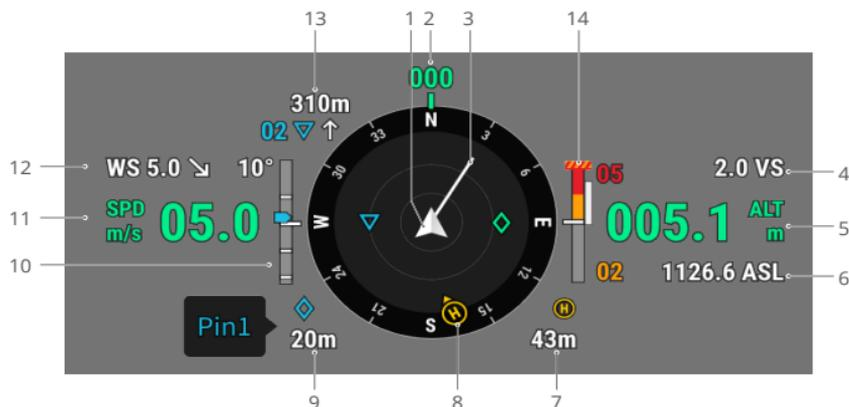 13 1 2 3 14
000
310m
02
N
33 3
30 6
12 WS 5.0 10° 05 2.0 VS 4
11 SPD m/s 05.0 W E 005.1 ALT m 5
10 24 12 02 1126.6 ASL 6
21 15
H H
Pin1 S
20m 43m
9 8 7